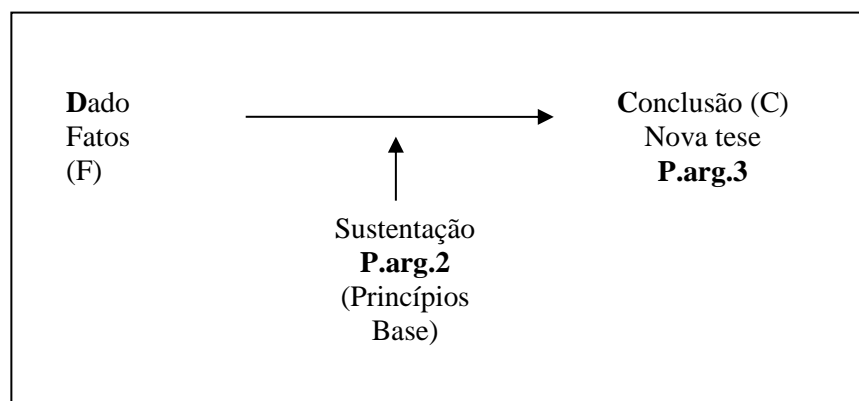 Dado
Fatos
(F)
Conclusão (C)
Nova tese
P.arg.3
Sustentação
P.arg.2
(Princípios
Base)